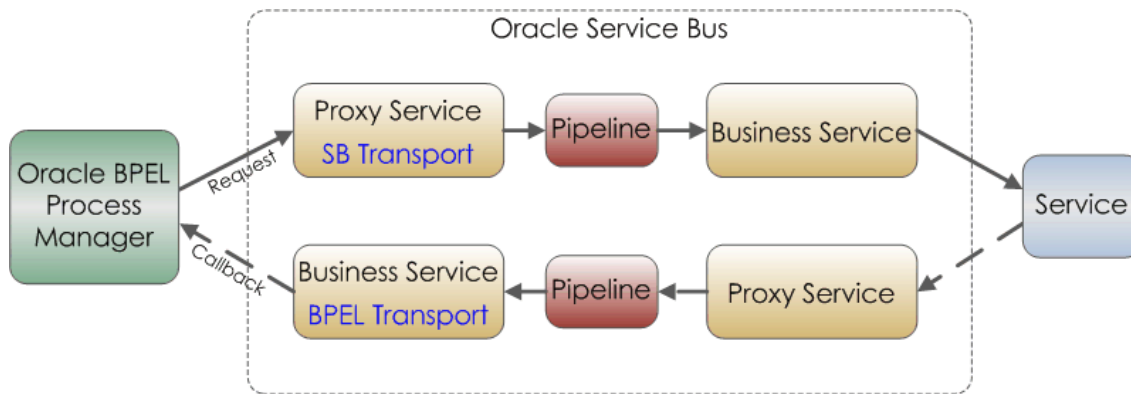 Oracle Service Bus
Proxy Service
SB Transport
Pipeline
Business Service
Oracle BPEL
Process
Manager
Request
Service
Callback
Business Service
BPEL Transport
Pipeline
Proxy Service